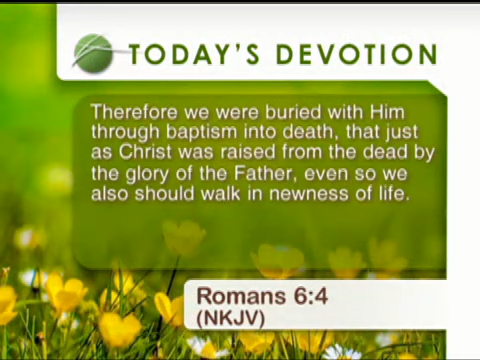 TODAY'S DEVOTION
Therefore we were buried with Him
through baptism into death, that just
as Christ was raised from the dead by
the glory of the Father, even so we
also should walk in newness of life.
Romans 6:4
(NKJV)